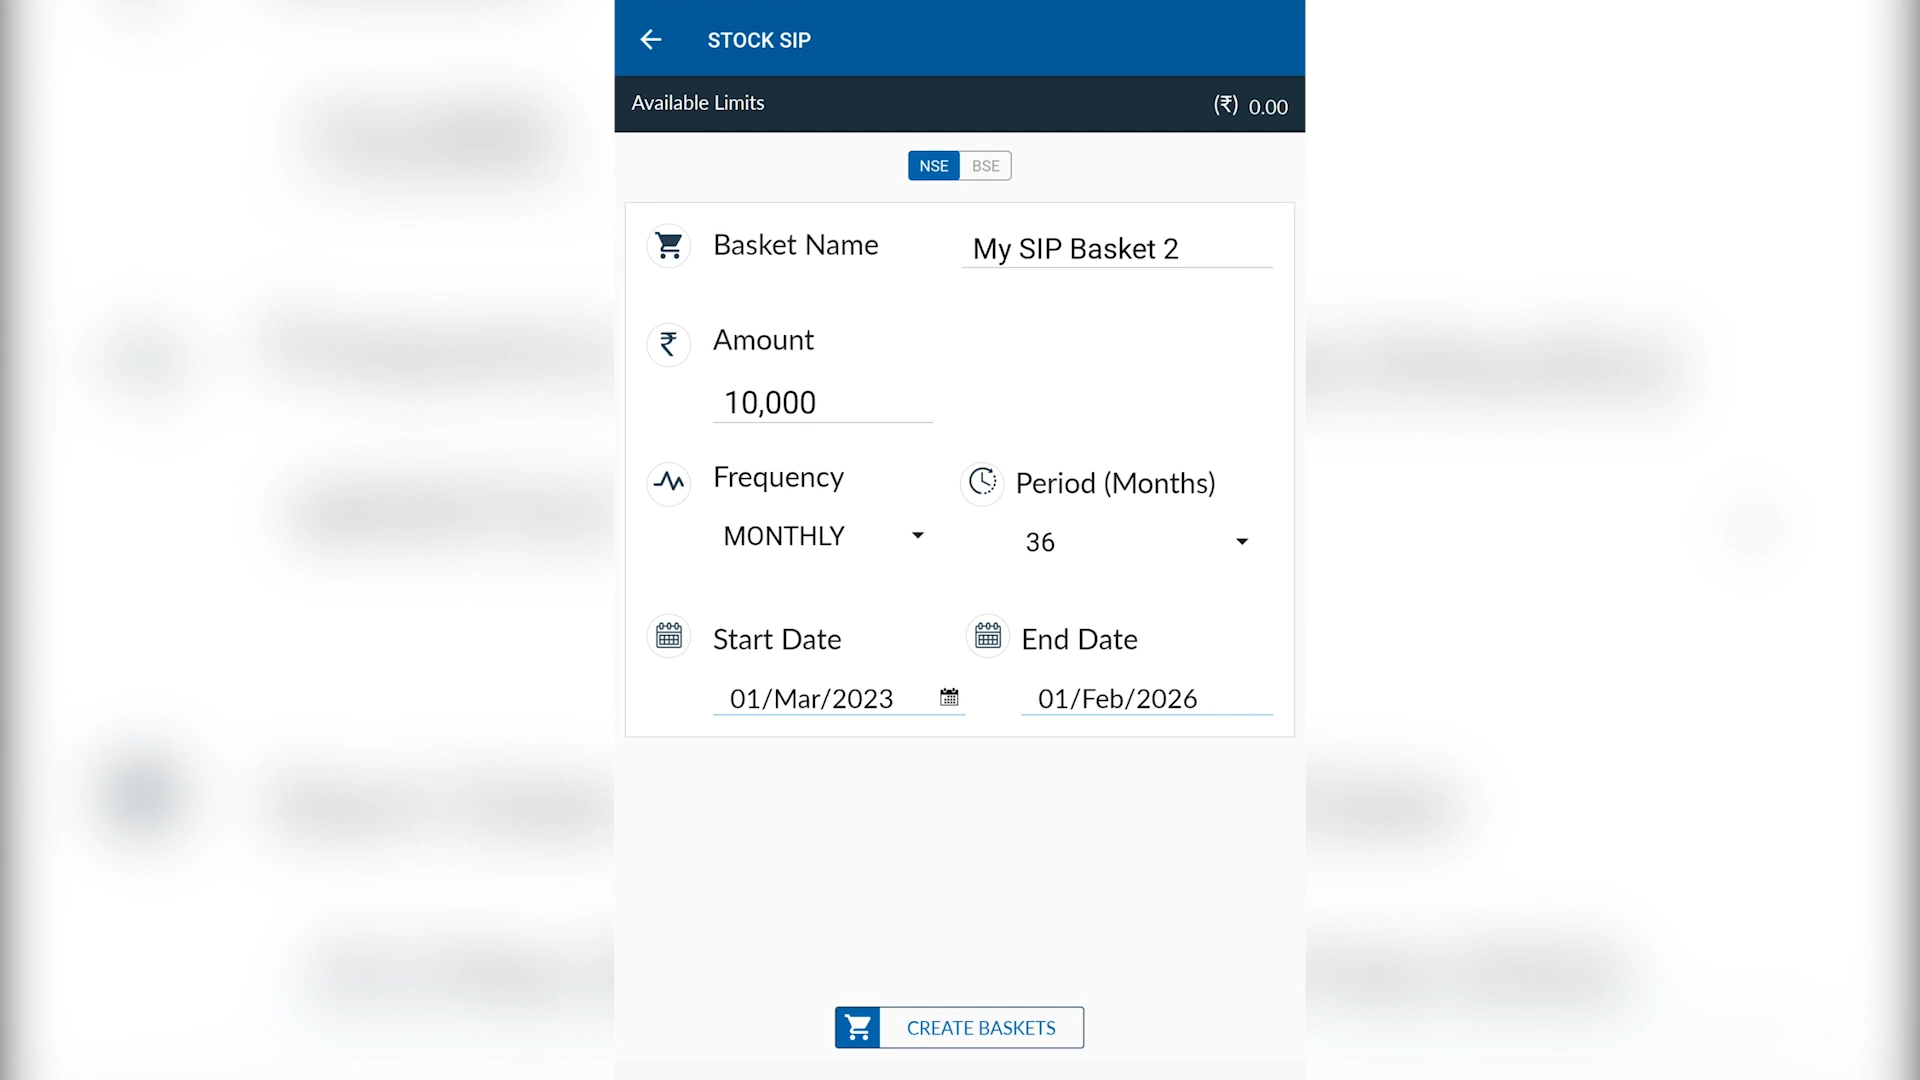 STOCK SIP
Available Limits (₹) 0.00
NSE BSE
Basket Name My SIP Basket 2
₹ Amount
10,000
Frequency Period (Months)
MONTHLY 36
Start Date End Date
01/Mar/2023 01/Feb/2026
CREATE BASKETS